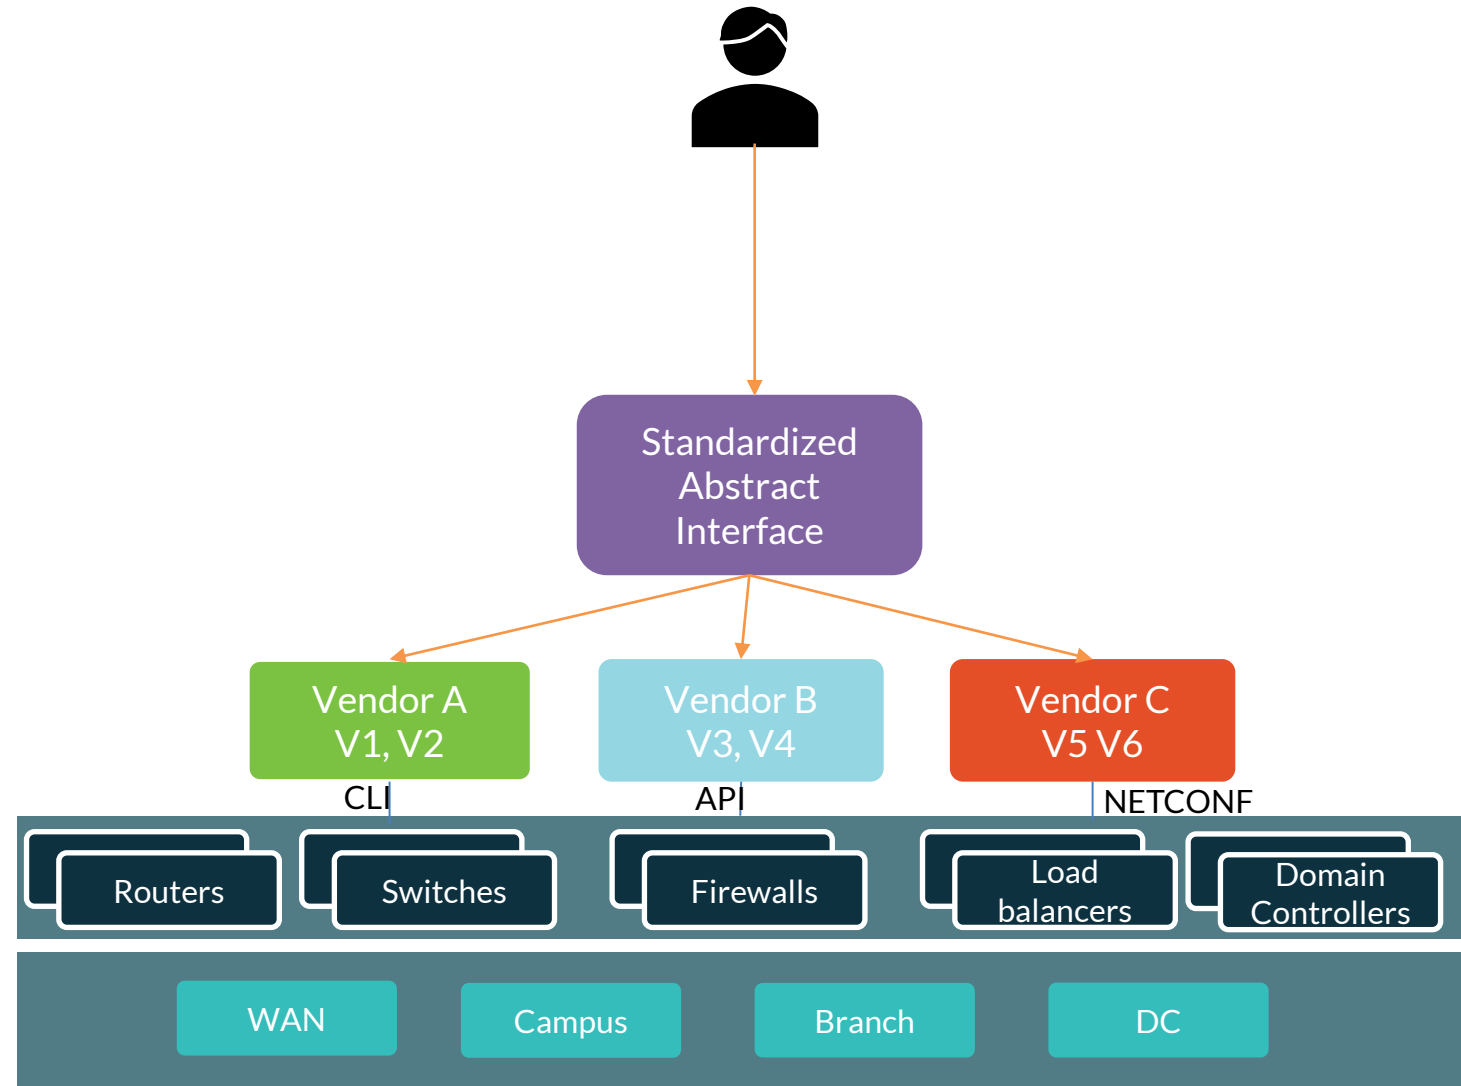 Standardized
Abstract
Interface
Vendor A
V1, V2
Vendor B
V3, V4
Vendor C
V5 V6
CLI
API
NETCONF
Routers
Switches
Firewalls
Load
balancers
Domain
Controllers
WAN
Campus
Branch
DC